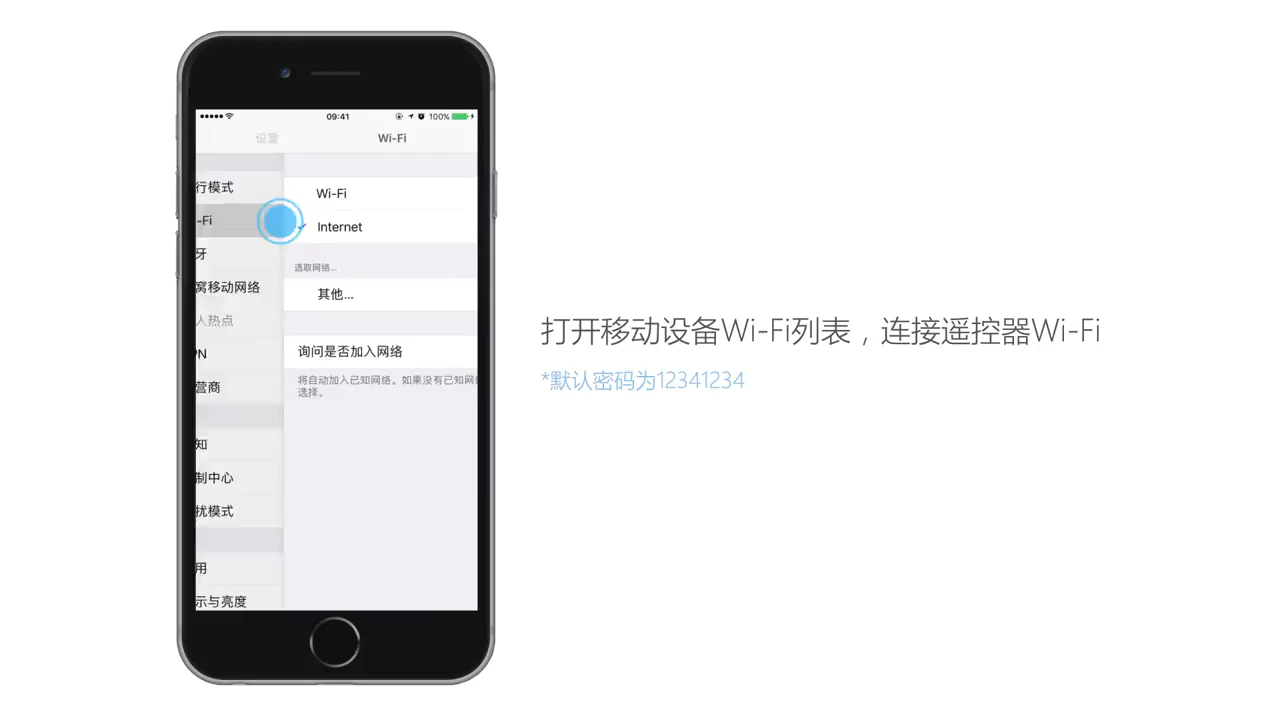 09:41
100%
设置
Wi-Fi
行模式
Wi-Fi
-Fi
Internet
牙
选取网络...
窝移动网络
其他...
人热点
PN
询问是否加入网络
营商
将自动加入已知网络。如果没有已知网
选择。
知
制中心
扰模式
用
示与亮度
打开移动设备Wi-Fi列表，连接遥控器Wi-Fi
*默认密码为12341234